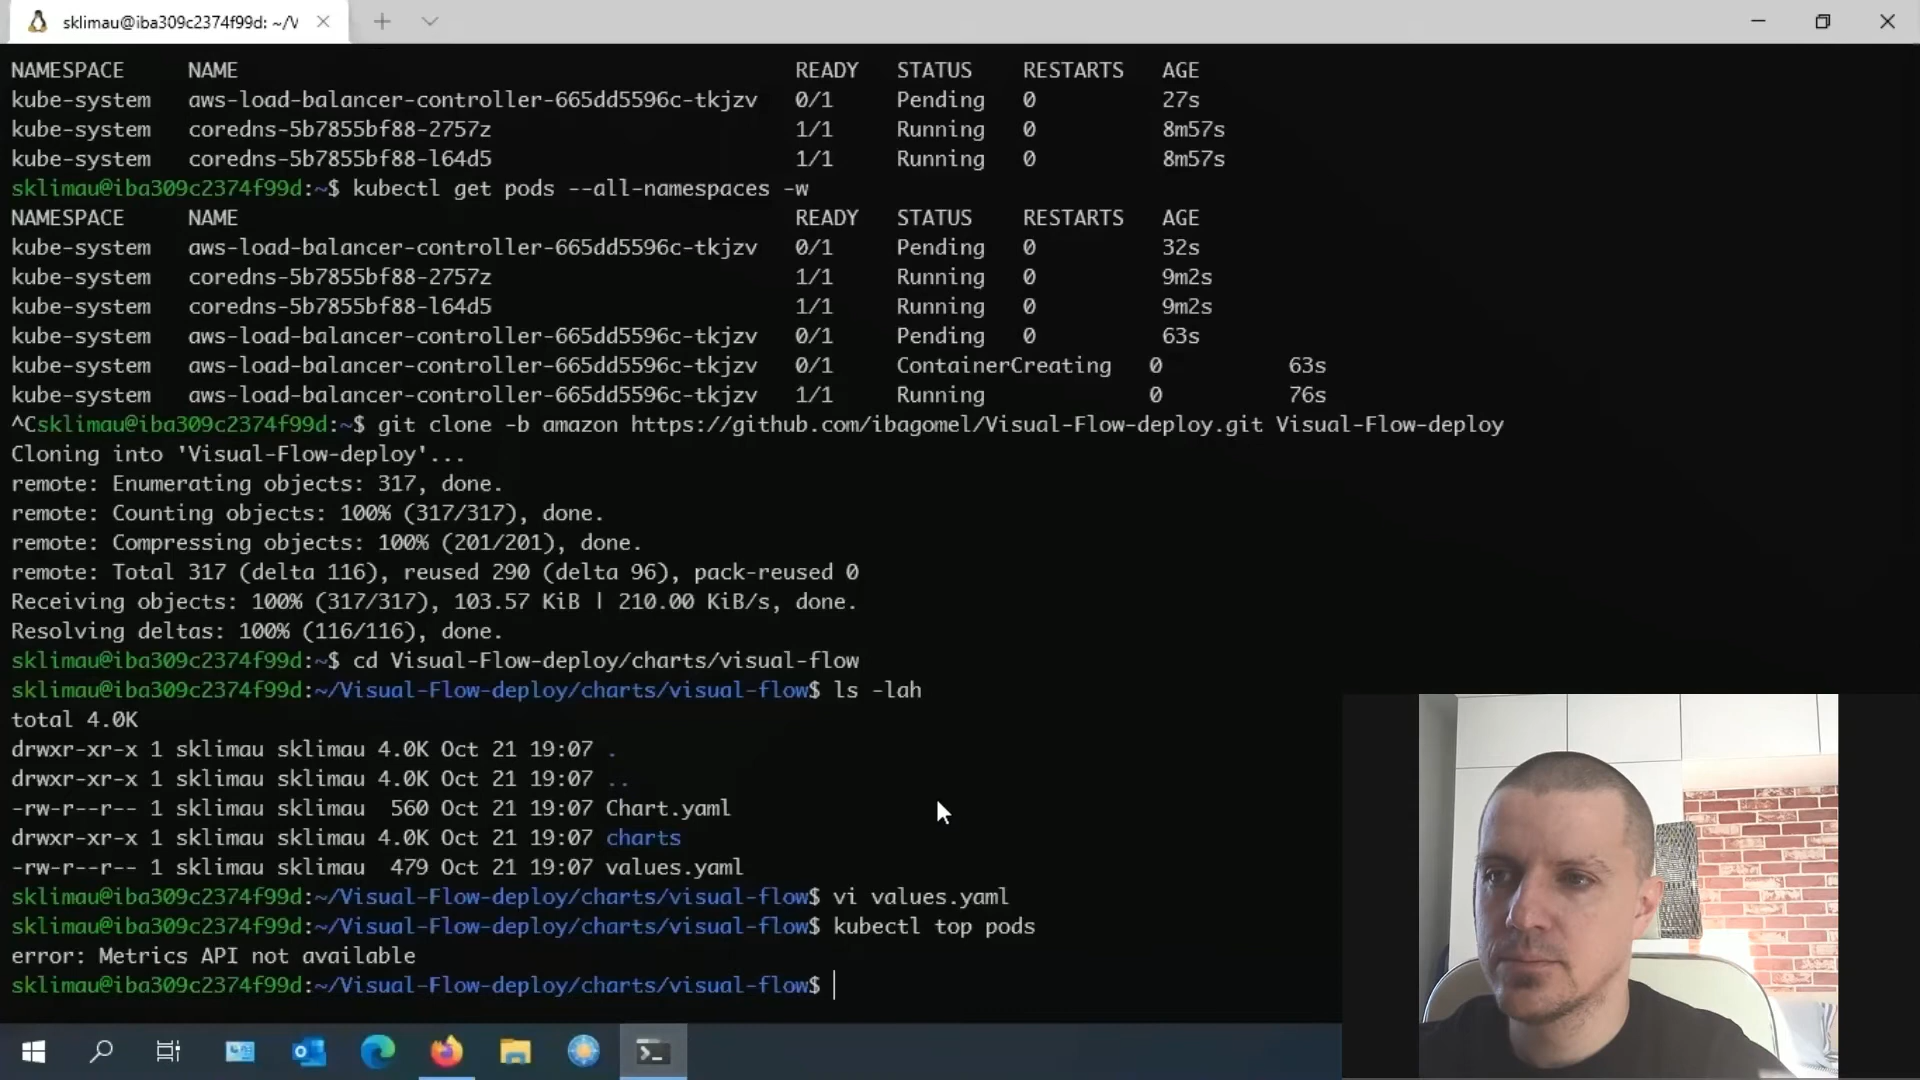 sklimau@iba309c2374f99d: ~/V
NAMESPACE NAME READY STATUS RESTARTS AGE
kube-system aws-load-balancer-controller-665dd5596c-tkjzv 0/1 Pending 0 27s
kube-system coredns-5b7855bf88-2757z 1/1 Running 0 8m57s
kube-system coredns-5b7855bf88-l64d5 1/1 Running 0 8m57s
sklimau@iba309c2374f99d:~$ kubectl get pods --all-namespaces -w
NAMESPACE NAME READY STATUS RESTARTS AGE
kube-system aws-load-balancer-controller-665dd5596c-tkjzv 0/1 Pending 0 32s
kube-system coredns-5b7855bf88-2757z 1/1 Running 0 9m2s
kube-system coredns-5b7855bf88-l64d5 1/1 Running 0 9m2s
kube-system aws-load-balancer-controller-665dd5596c-tkjzv 0/1 Pending 0 63s
kube-system aws-load-balancer-controller-665dd5596c-tkjzv 0/1 ContainerCreating 0 63s
kube-system aws-load-balancer-controller-665dd5596c-tkjzv 1/1 Running 0 76s
^Csklimau@iba309c2374f99d:~$ git clone -b amazon https://github.com/ibagomel/Visual-Flow-deploy.git Visual-Flow-deploy
Cloning into 'Visual-Flow-deploy'...
remote: Enumerating objects: 317, done.
remote: Counting objects: 100% (317/317), done.
remote: Compressing objects: 100% (201/201), done.
remote: Total 317 (delta 116), reused 290 (delta 96), pack-reused 0
Receiving objects: 100% (317/317), 103.57 KiB | 210.00 KiB/s, done.
Resolving deltas: 100% (116/116), done.
sklimau@iba309c2374f99d:~$ cd Visual-Flow-deploy/charts/visual-flow
sklimau@iba309c2374f99d:~/Visual-Flow-deploy/charts/visual-flow$ ls -lah
total 4.0K
drwxr-xr-x 1 sklimau sklimau 4.0K Oct 21 19:07 .
drwxr-xr-x 1 sklimau sklimau 4.0K Oct 21 19:07 ..
-rw-r--r-- 1 sklimau sklimau 560 Oct 21 19:07 Chart.yaml
drwxr-xr-x 1 sklimau sklimau 4.0K Oct 21 19:07 charts
-rw-r--r-- 1 sklimau sklimau 479 Oct 21 19:07 values.yaml
sklimau@iba309c2374f99d:~/Visual-Flow-deploy/charts/visual-flow$ vi values.yaml
sklimau@iba309c2374f99d:~/Visual-Flow-deploy/charts/visual-flow$ kubectl top pods
error: Metrics API not available
sklimau@iba309c2374f99d:~/Visual-Flow-deploy/charts/visual-flow$